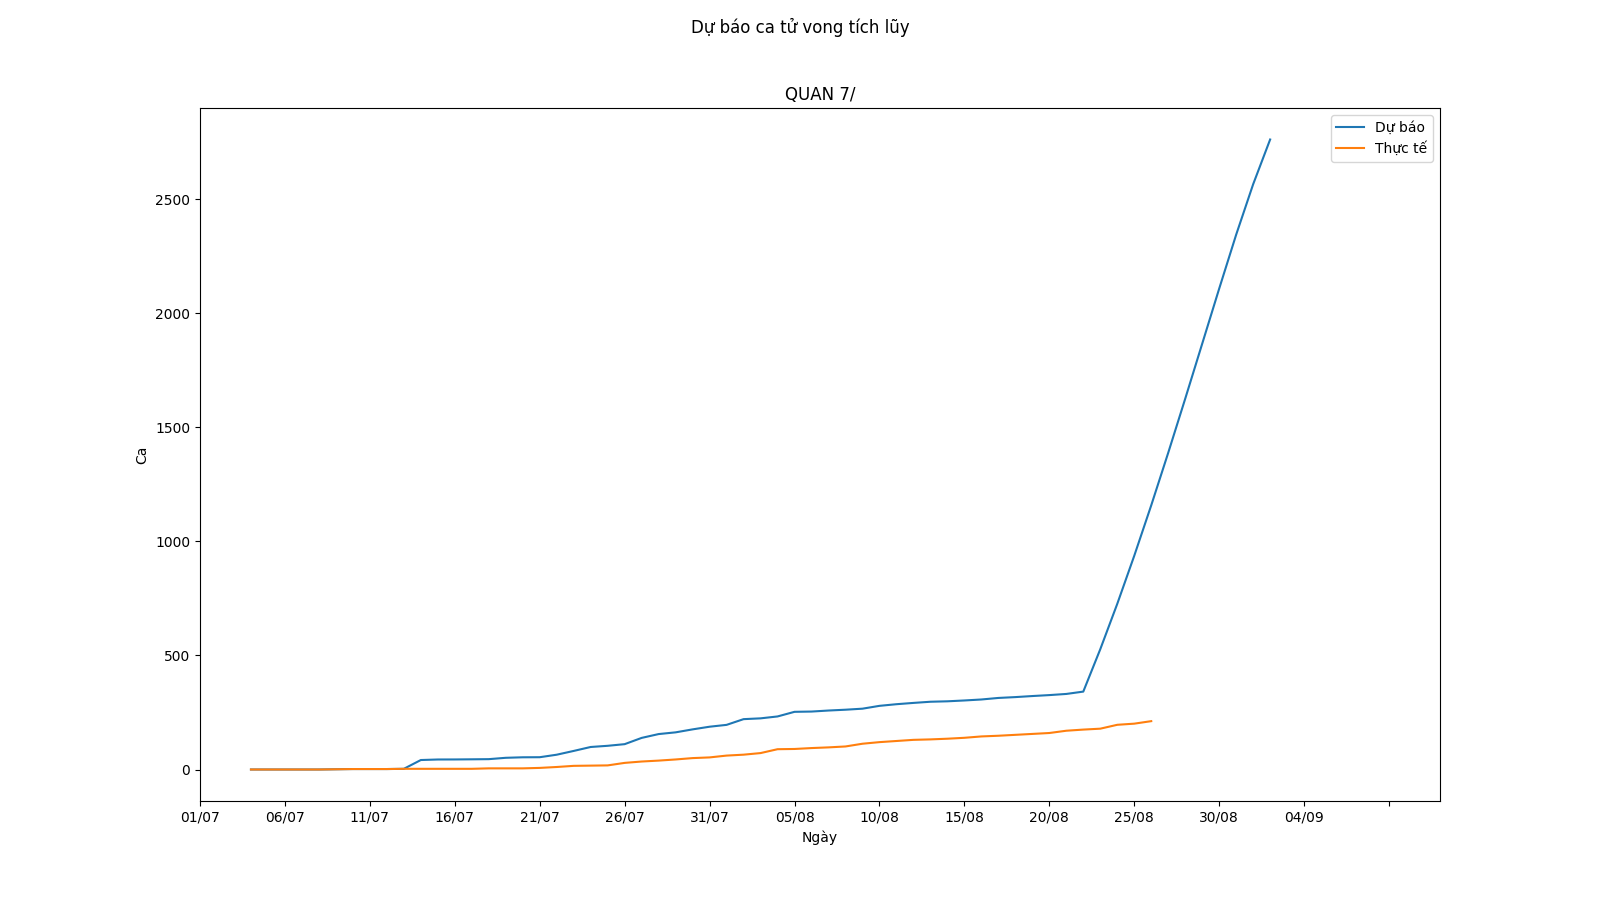 Dự báo ca tử vong tích lũy
QUAN 7/
Dự báo
Thực tế
2500
2000
1500
1000
500
0
Ca
01/07 06/07 11/07 16/07 21/07 26/07 31/07 05/08 10/08 15/08 20/08 25/08 30/08 04/09
Ngày